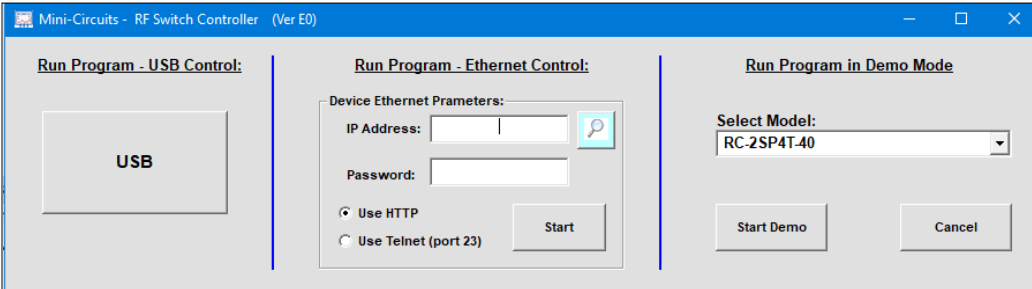 Mini-Circuits - RF Switch Controller (Ver E0)
Run Program - USB Control:
USB
Run Program - Ethernet Control:
Device Ethernet Prameters:
IP Address:
Password:
Use HTTP
Use Telnet (port 23)
Start
Run Program in Demo Mode
Select Model:
RC-2SP4T-40
Start Demo
Cancel